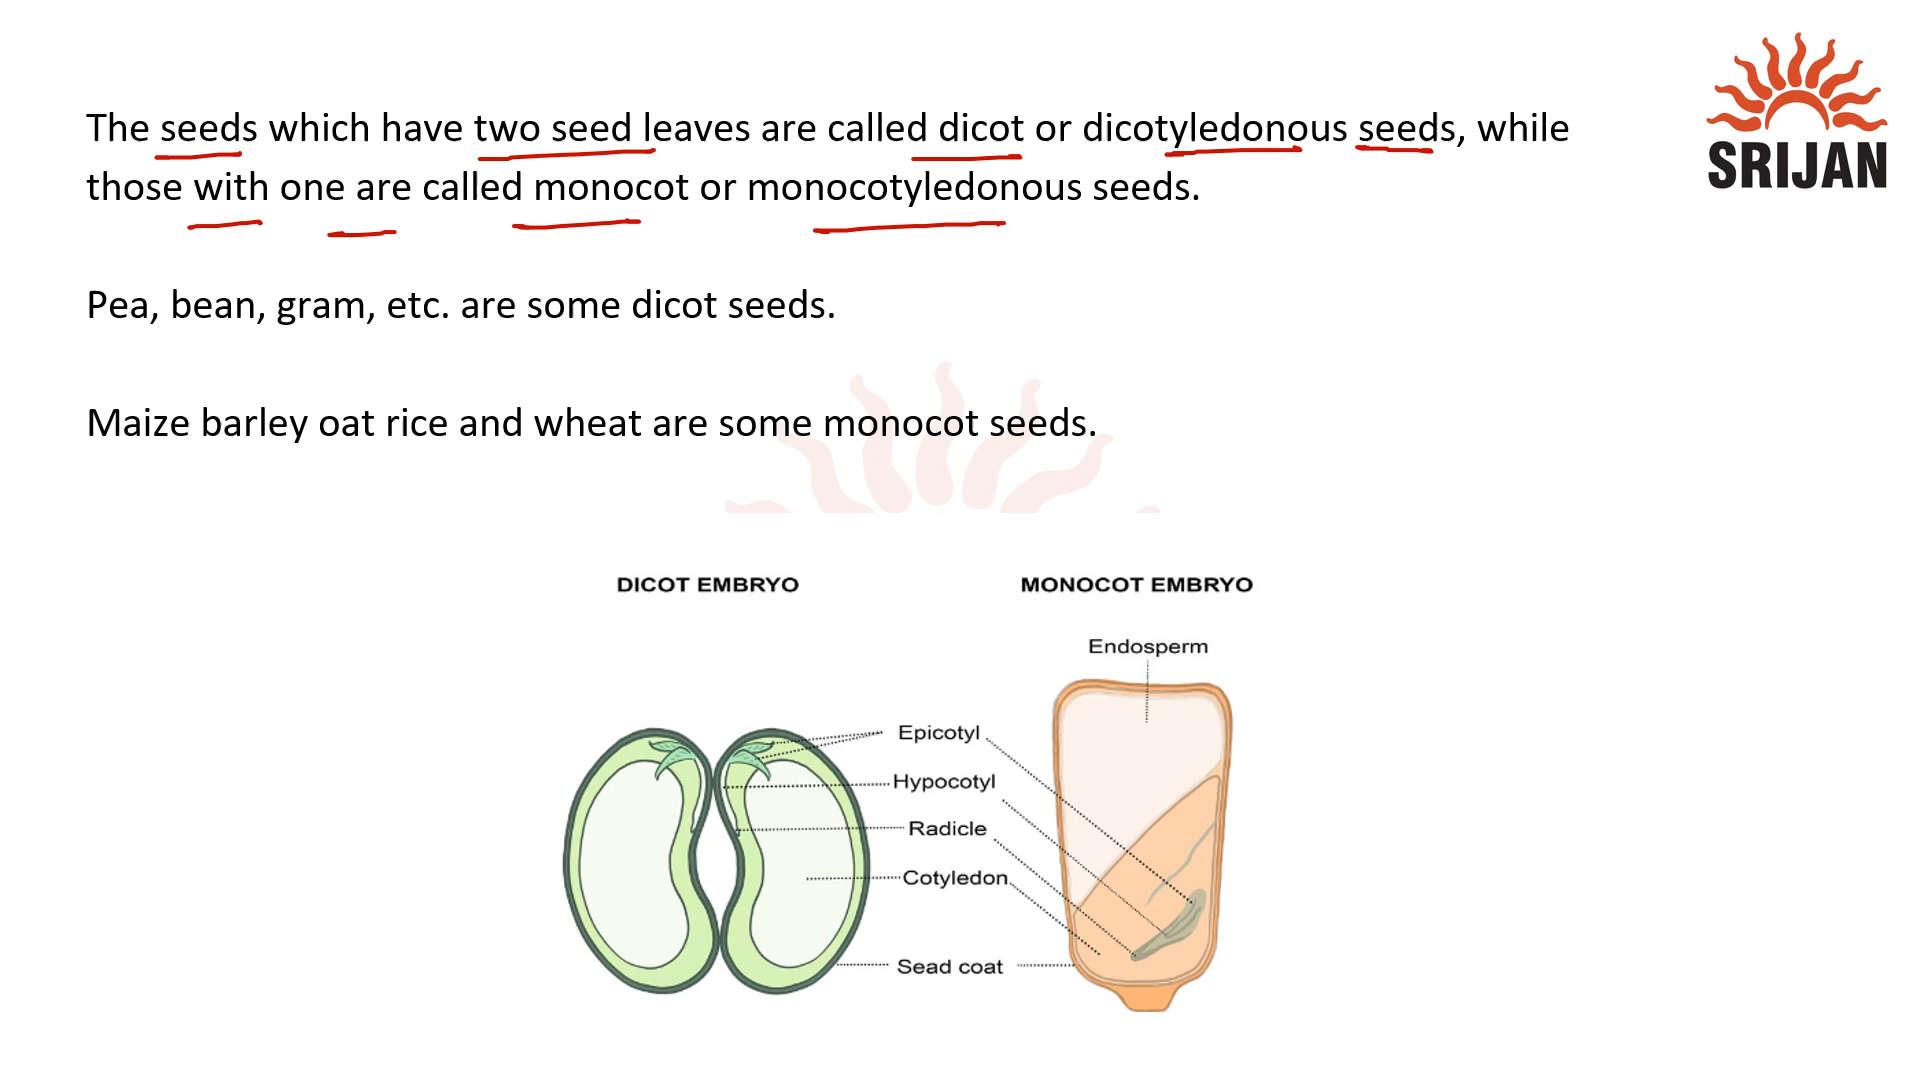 SRIJAN
The seeds which have two seed leaves are called dicot or dicotyledonous seeds, while
those with one are called monocot or monocotyledonous seeds.
Pea, bean, gram, etc. are some dicot seeds.
Maize barley oat rice and wheat are some monocot seeds.
DICOT EMBRYO
MONOCOT EMBRYO
Endosperm
Epicotyl
Hypocotyl
Radicle
Cotyledon
Sead coat